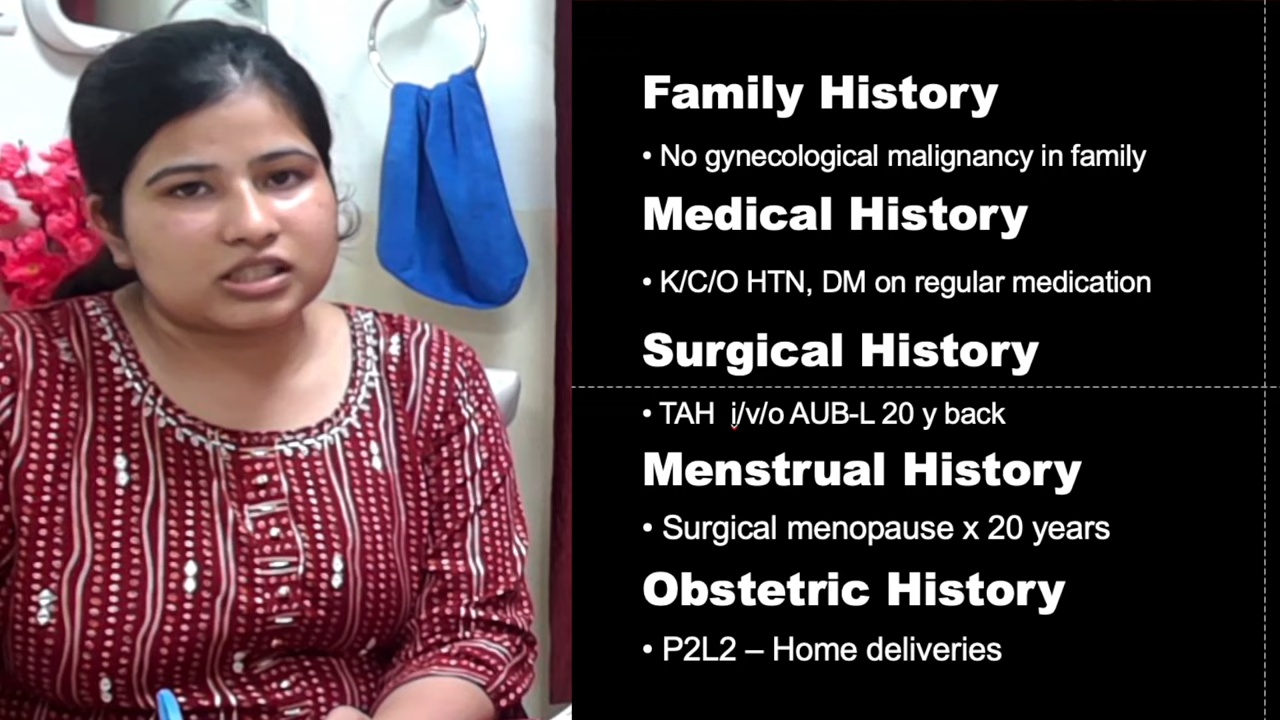 Family History
• No gynecological malignancy in family
Medical History
• K/C/O HTN, DM on regular medication
Surgical History
• TAH i/v/o AUB-L 20 y back
Menstrual History
• Surgical menopause x 20 years
Obstetric History
• P2L2 – Home deliveries